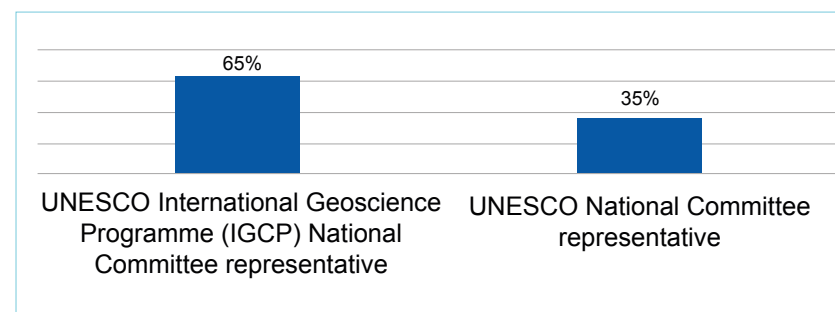 65%
35%
UNESCO International Geoscience
Programme (IGCP) National
Committee representative
UNESCO National Committee
representative